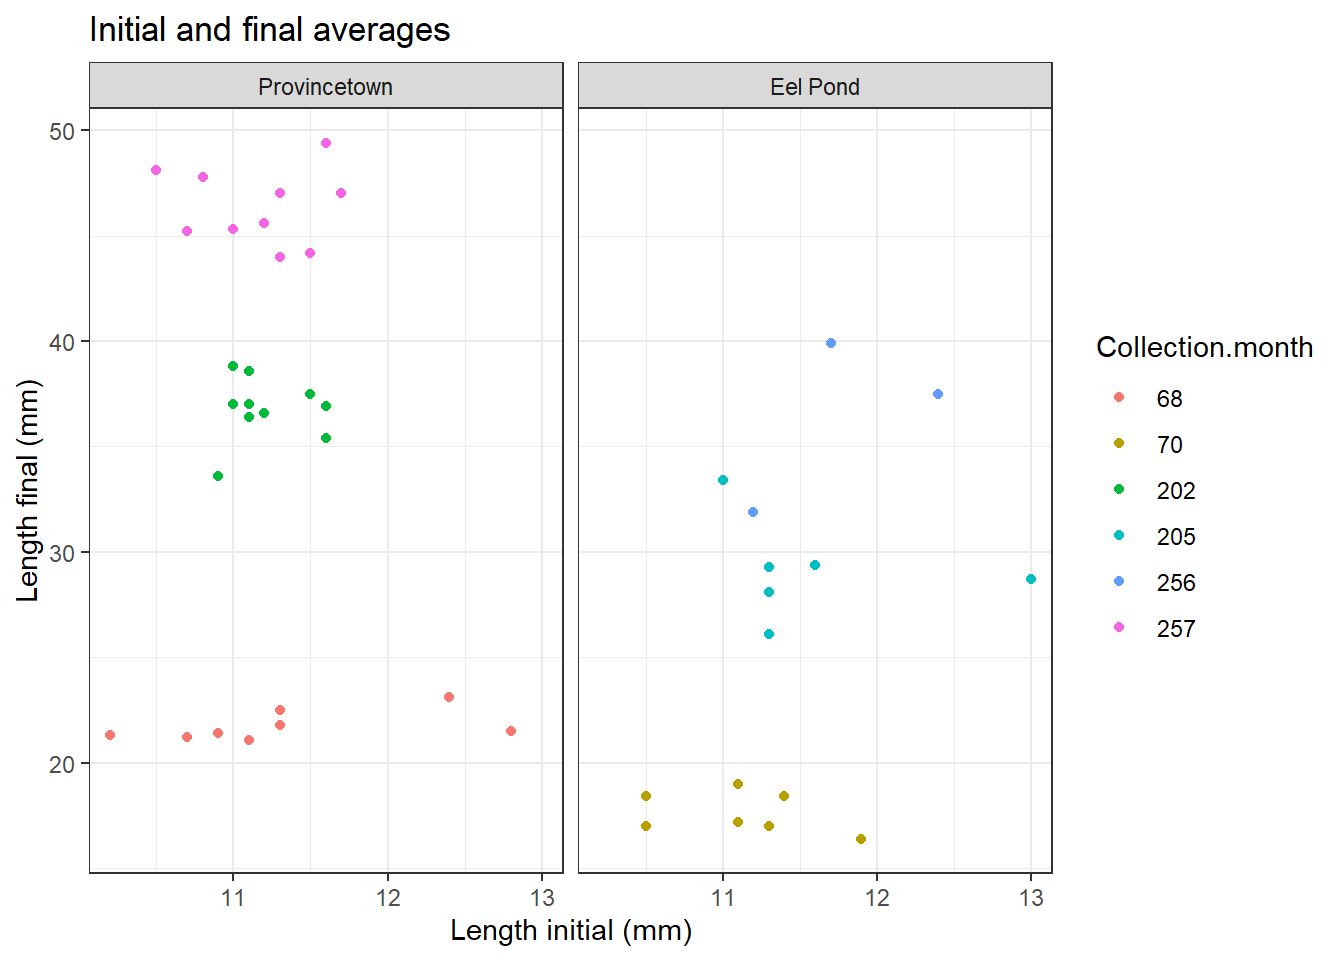 Initial and final averages
Provincetown
Eel Pond
50
40
30
20
Length final (mm)
11
12
13
11
12
13
Length initial (mm)
Collection.month
68
70
202
205
256
257